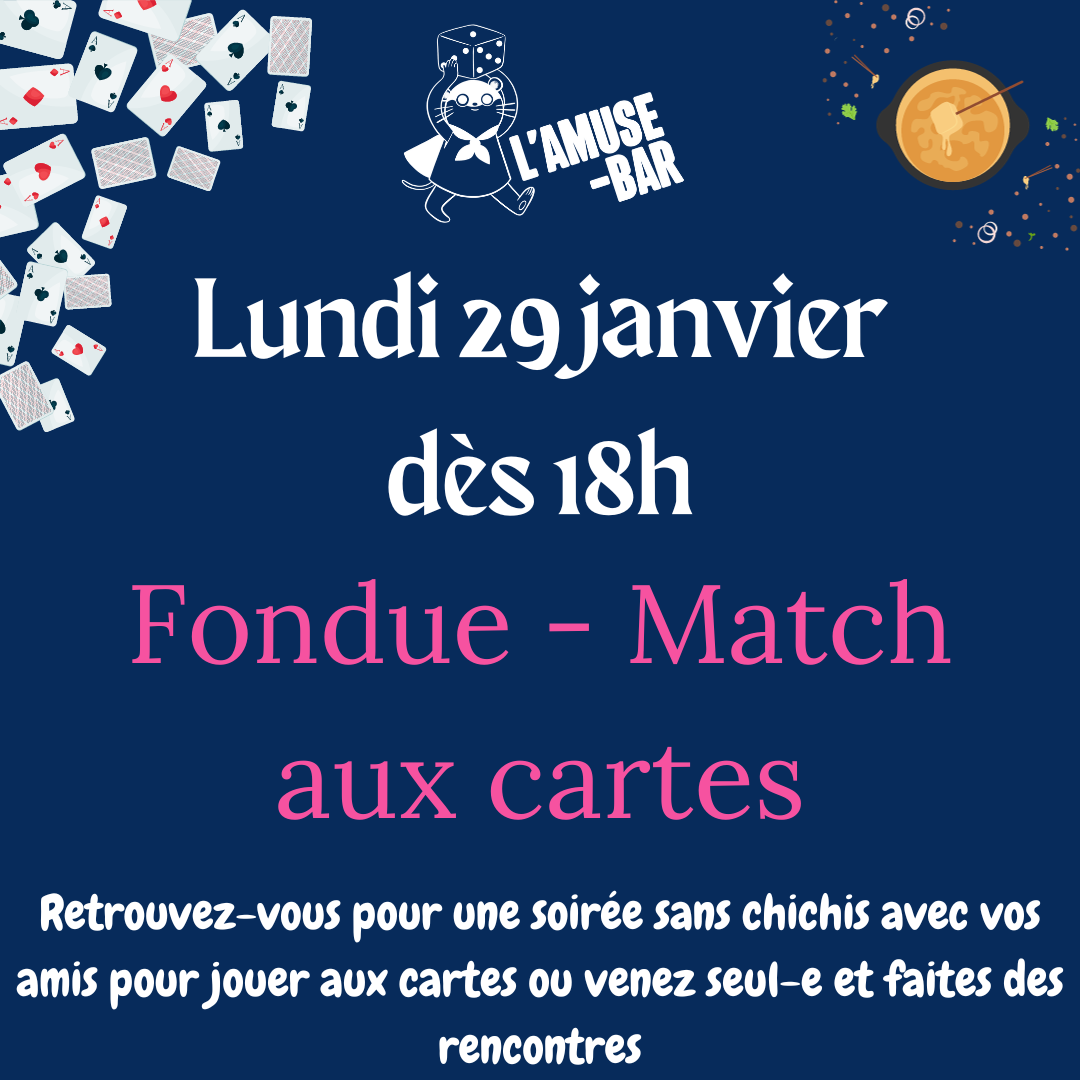 L'AMUSE
-BAR
Lundi 29 janvier
dès 18h
Fondue - Match
aux cartes
Retrouvez-vous pour une soirée sans chichis avec vos
amis pour jouer aux cartes ou venez seul-e et faites des
rencontres